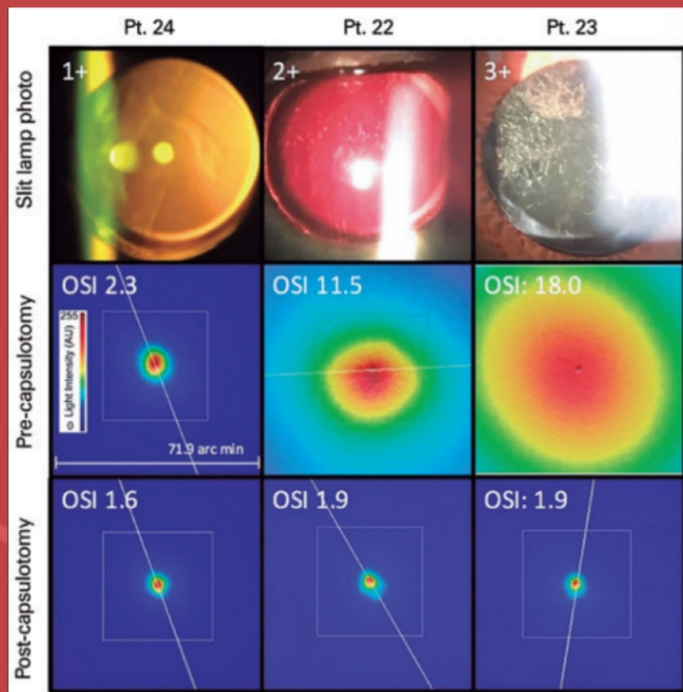 Pt. 24
Pt. 22
Pt. 23
Slit lamp photo
1+
2+
3+
Pre-capsulotomy
OSI 2.3
OSI 11.5
OSI: 18.0
255
0 Light Intensity (AU)
71.9 arc min
Post-capsulotomy
OSI 1.6
OSI 1.9
OSI: 1.9